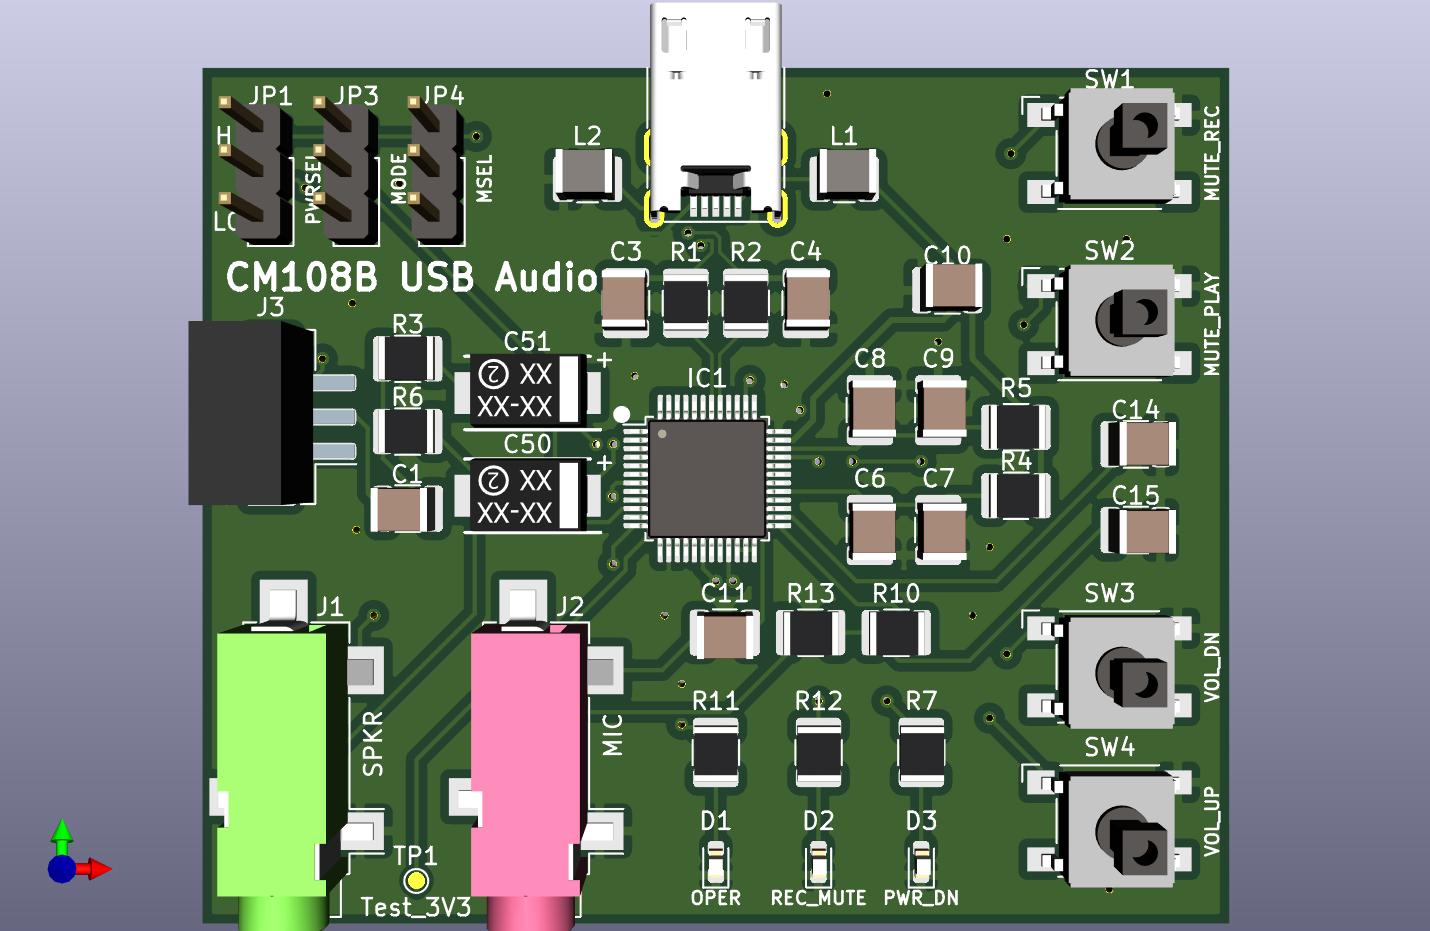 SW1
JP1 JP3 JP4
H
L2 L1
MUTE_REC
MODE
MSEL
C3 R1 R2 C4
C10
SW2
CM108B USB Audio
MUTE_PLAY
J3
R3
C51
+
2 XX
XX-XX
IC1
C8 C9
R5
R6
C14
C50
+
2 XX
XX-XX
R4
C1
C6 C7
C15
C11 R13 R10
SW3
J1 J2
VOL_DN
SPKR
MIC
R11 R12 R7
SW4
VOL_UP
D1 D2 D3
TP1
Test_3V3
OPER REC_MUTE PWR_DN